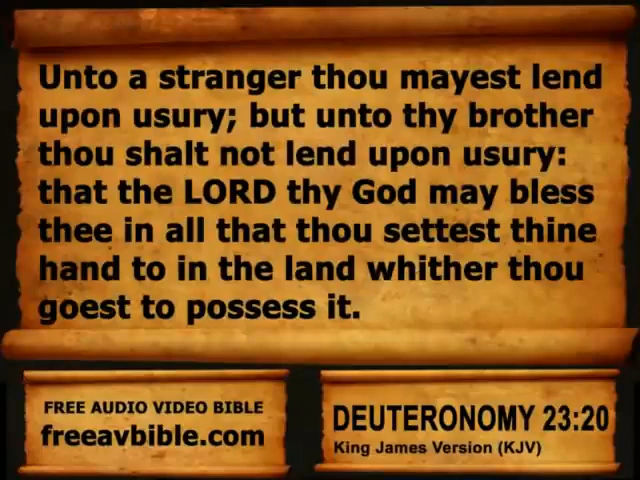 Unto a stranger thou mayest lend
upon usury; but unto thy brother
thou shalt not lend upon usury:
that the LORD thy God may bless
thee in all that thou settest thine
hand to in the land whither thou
goest to possess it.
FREE AUDIO VIDEO BIBLE
freeavbible.com
DEUTERONOMY 23:20
King James Version (KJV)